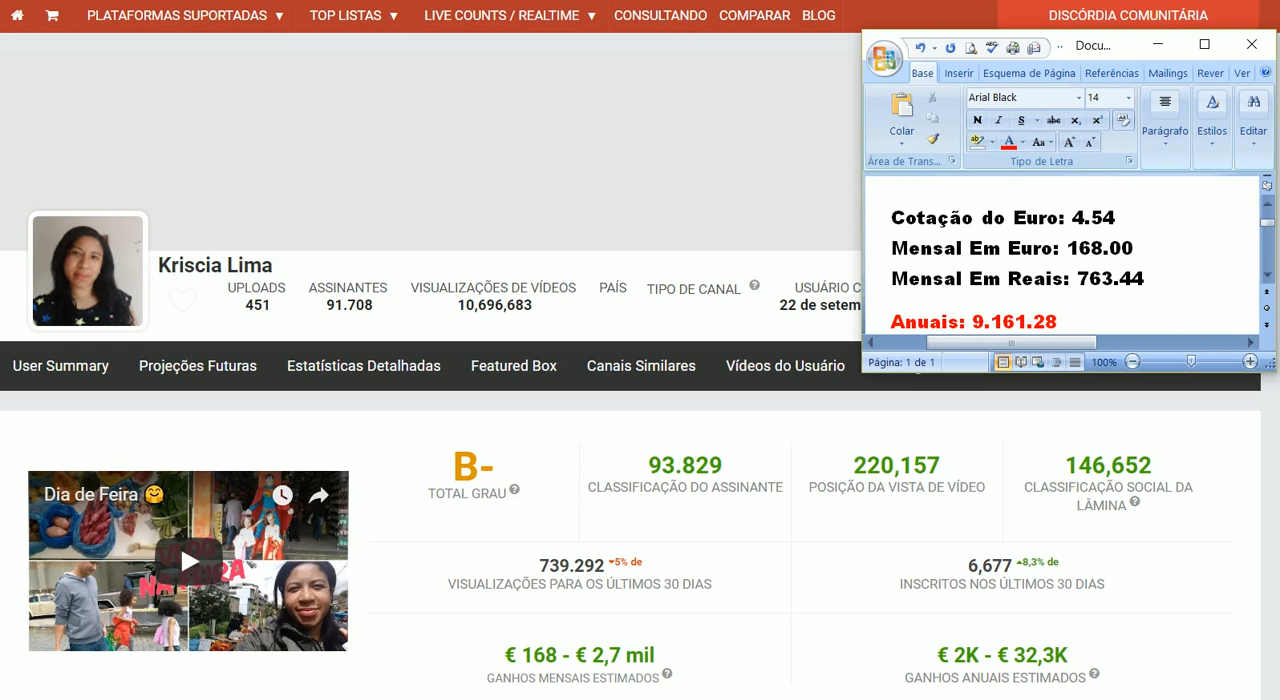 PLATAFORMAS SUPORTADAS ▼ TOP LISTAS ▼ LIVE COUNTS / REALTIME ▼ CONSULTANDO COMPARAR BLOG DISCÓRDIA COMUNITÁRIA
Docu...
Base Inserir Esquema de Página Referências Mailings Rever Ver
Arial Black 14
Colar
N I S abc x₂ x²
Aa A A
Parágrafo Estilos Editar
Área de Trans... Tipo de Letra
Cotação do Euro: 4.54
Mensal Em Euro: 168.00
Mensal Em Reais: 763.44
Anuais: 9.161.28
Página: 1 de 1 100%
Kriscia Lima
UPLOADS ASSINANTES VISUALIZAÇÕES DE VÍDEOS PAÍS TIPO DE CANAL USUÁRIO C
451 91.708 10,696,683 22 de setem
User Summary Projeções Futuras Estatísticas Detalhadas Featured Box Canais Similares Vídeos do Usuário
Dia de Feira 🤗
NA FEIRA
B- 93.829 220,157 146,652
TOTAL GRAU CLASSIFICAÇÃO DO ASSINANTE POSIÇÃO DA VISTA DE VÍDEO CLASSIFICAÇÃO SOCIAL DA
LÂMINA
739.292 5% de 6,677 8,3% de
VISUALIZAÇÕES PARA OS ÚLTIMOS 30 DIAS INSCRITOS NOS ÚLTIMOS 30 DIAS
€ 168 - € 2,7 mil € 2K - € 32,3K
GANHOS MENSAIS ESTIMADOS GANHOS ANUAIS ESTIMADOS